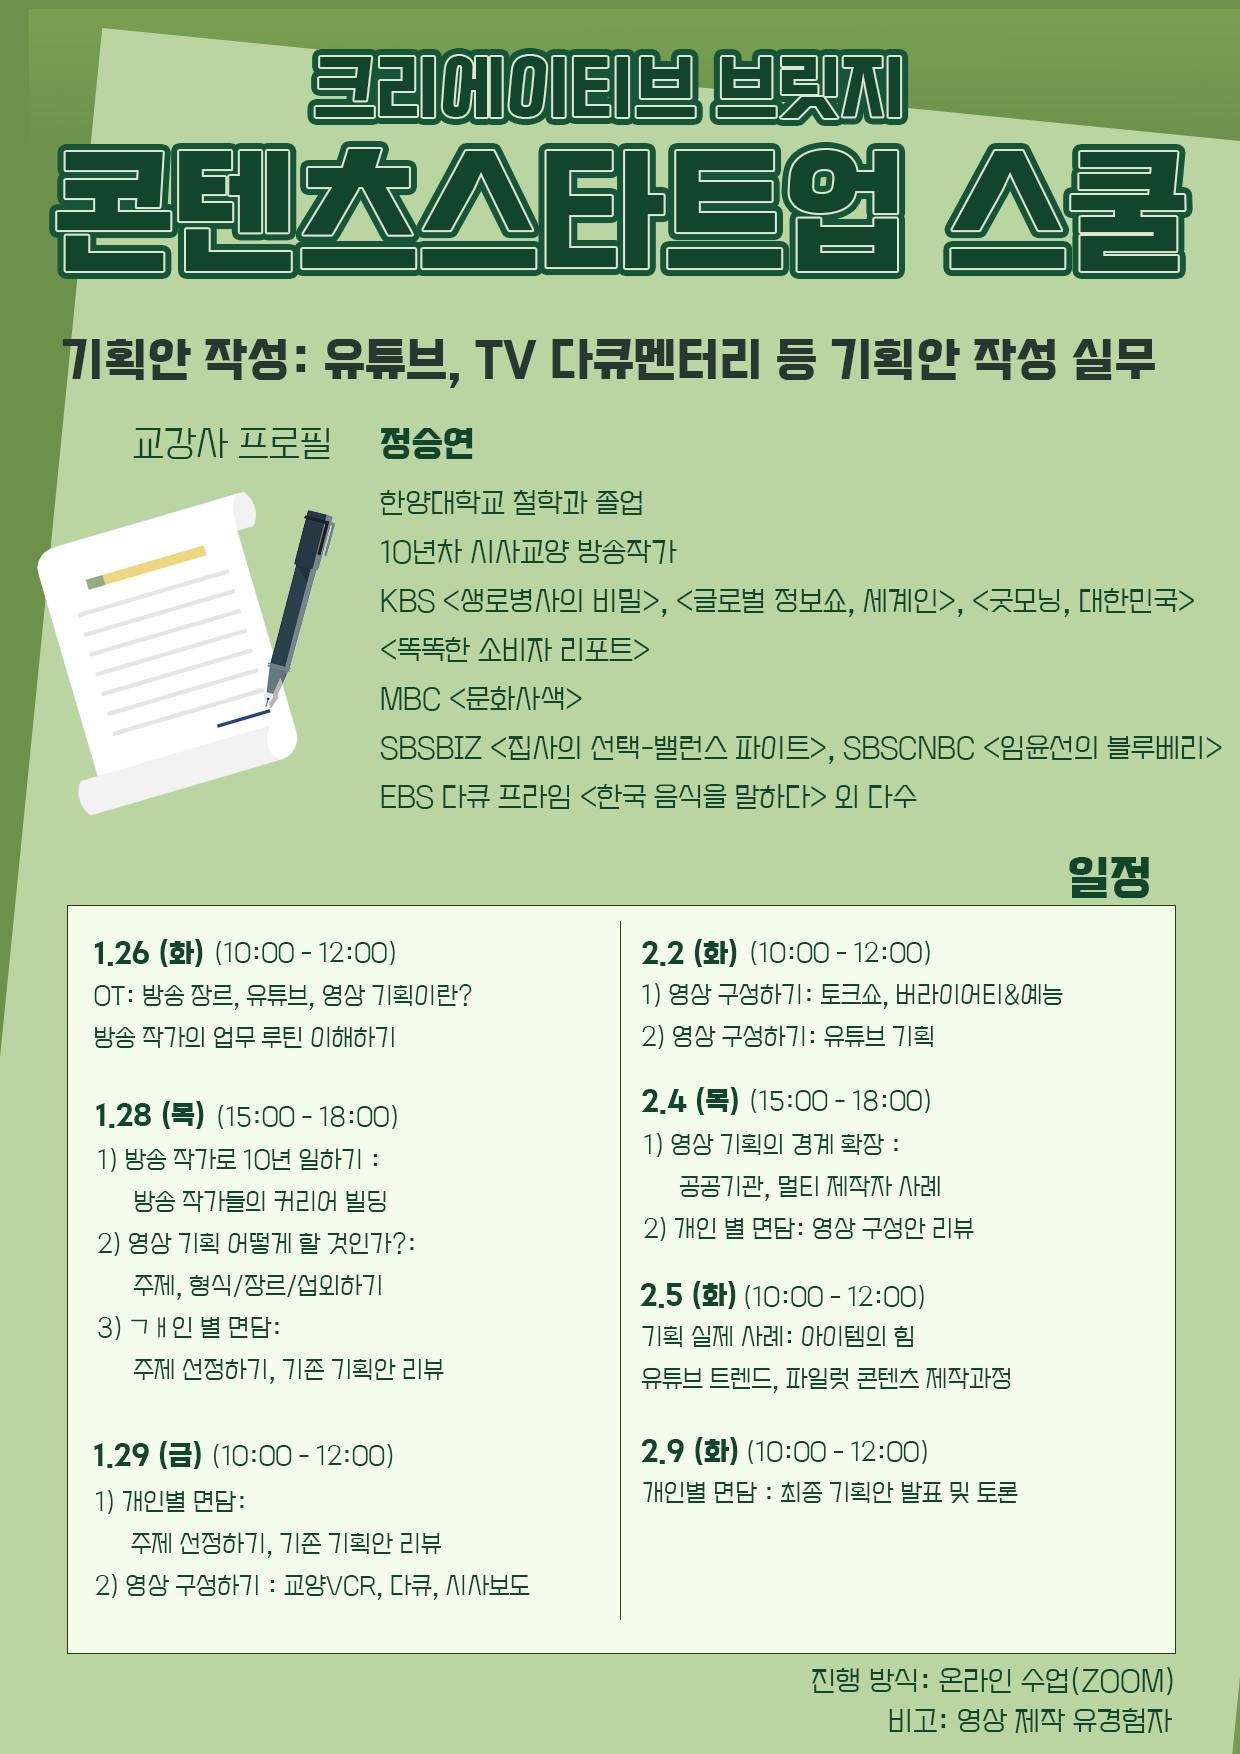 크리에이티브 브릿지
콘텐츠스타트업 스쿨
기획안 작성: 유튜브, TV 다큐멘터리 등 기획안 작성 실무
교강사 프로필 정승연
한양대학교 철학과 졸업
10년차 시사교양 방송작가
KBS <생로병사의 비밀>, <글로벌 정보쇼, 세계인>, <굿모닝, 대한민국>
<똑똑한 소비자 리포트>
MBC <문화사색>
SBSBIZ <집사의 선택-밸런스 파이트>, SBSCNBC <임윤선의 블루베리>
EBS 다큐 프라임 <한국 음식을 말하다> 외 다수
일정
1.26 (화) (10:00 - 12:00)
OT: 방송 장르, 유튜브, 영상 기획이란?
방송 작가의 업무 루틴 이해하기
1.28 (목) (15:00 - 18:00)
1) 방송 작가로 10년 일하기 :
방송 작가들의 커리어 빌딩
2) 영상 기획 어떻게 할 것인가?:
주제, 형식/장르/섭외하기
3) ㄱㅐ인 별 면담:
주제 선정하기, 기존 기획안 리뷰
1.29 (금) (10:00 - 12:00)
1) 개인별 면담:
주제 선정하기, 기존 기획안 리뷰
2) 영상 구성하기 : 교양VCR, 다큐, 시사보도
2.2 (화) (10:00 - 12:00)
1) 영상 구성하기: 토크쇼, 버라이어티&예능
2) 영상 구성하기: 유튜브 기획
2.4 (목) (15:00 - 18:00)
1) 영상 기획의 경계 확장 :
공공기관, 멀티 제작자 사례
2) 개인 별 면담: 영상 구성안 리뷰
2.5 (화) (10:00 - 12:00)
기획 실제 사례: 아이템의 힘
유튜브 트렌드, 파일럿 콘텐츠 제작과정
2.9 (화) (10:00 - 12:00)
개인별 면담 : 최종 기획안 발표 및 토론
진행 방식: 온라인 수업(ZOOM)
비고: 영상 제작 유경험자